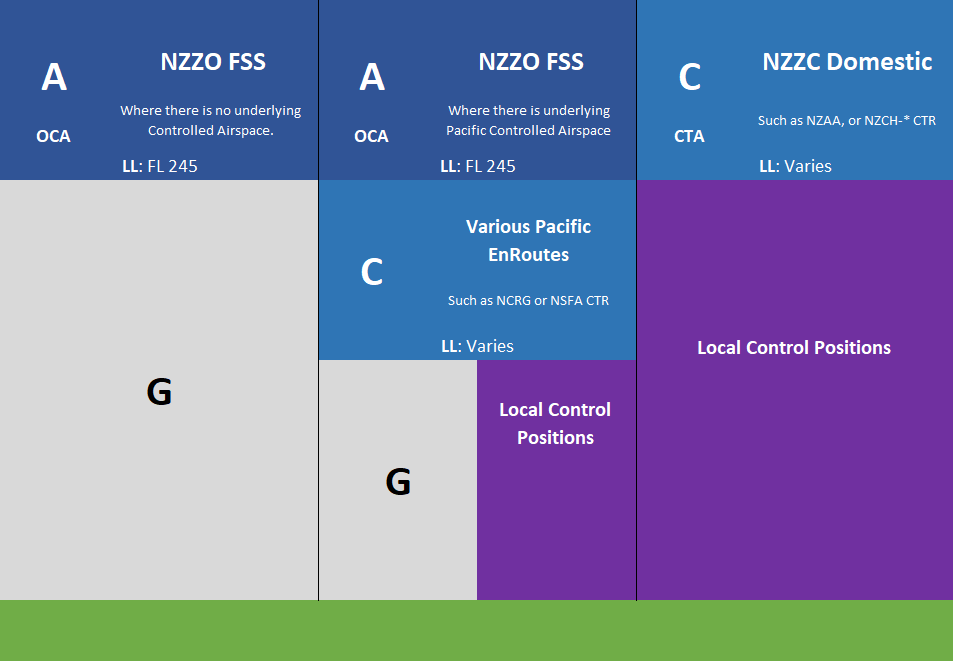 A
NZZO FSS
Where there is no underlying
Controlled Airspace.
OCA
LL: FL 245
G
A
NZZO FSS
Where there is underlying
Pacific Controlled Airspace
OCA
LL: FL 245
C
Various Pacific
EnRoutes
Such as NCRG or NSFA CTR
LL: Varies
G
Local Control
Positions
C
NZZC Domestic
Such as NZAA, or NZCH-* CTR
CTA
LL: Varies
Local Control Positions